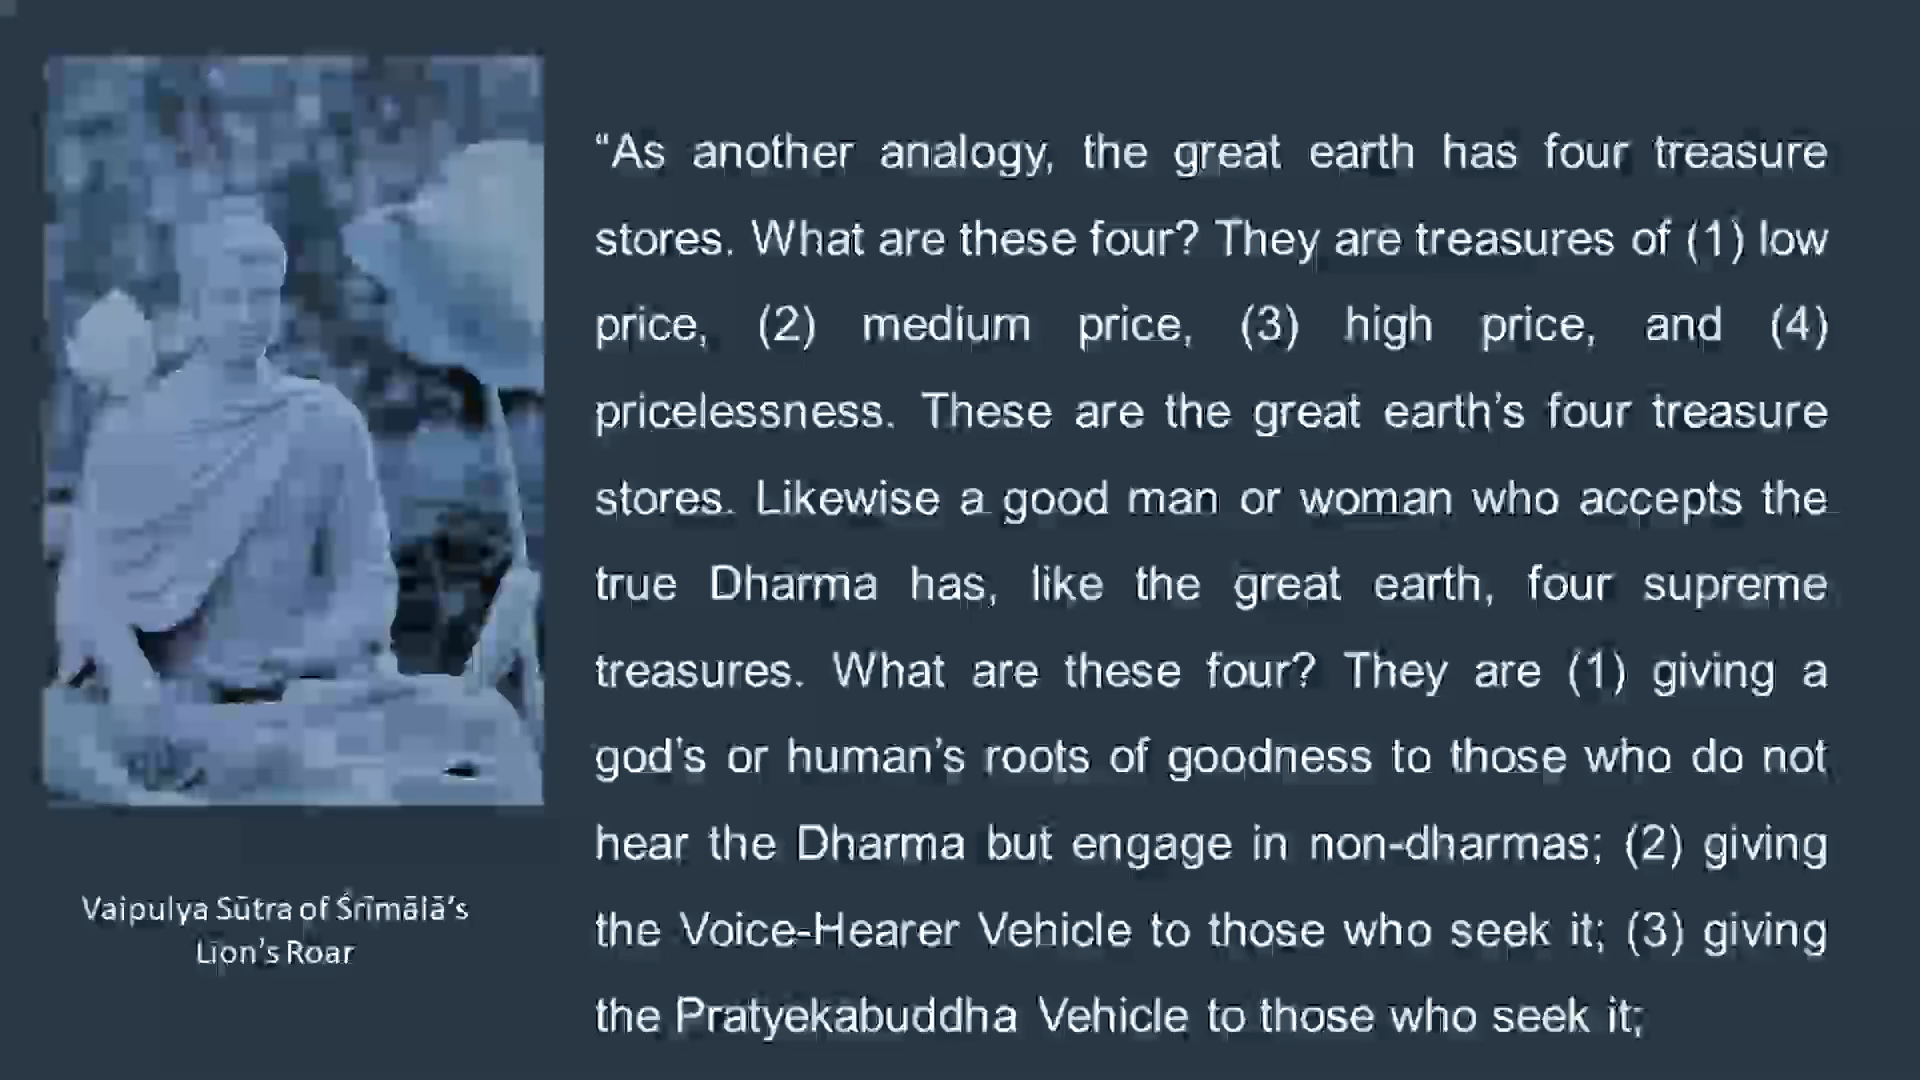 “As another analogy, the great earth has four treasure
stores. What are these four? They are treasures of (1) low
price, (2) medium price, (3) high price, and (4)
pricelessness. These are the great earth’s four treasure
stores. Likewise a good man or woman who accepts the
true Dharma has, like the great earth, four supreme
treasures. What are these four? They are (1) giving a
god’s or human’s roots of goodness to those who do not
hear the Dharma but engage in non-dharmas; (2) giving
the Voice-Hearer Vehicle to those who seek it; (3) giving
the Pratyekabuddha Vehicle to those who seek it;
Vaipulya Sūtra of Śrīmālā’s
Lion’s Roar